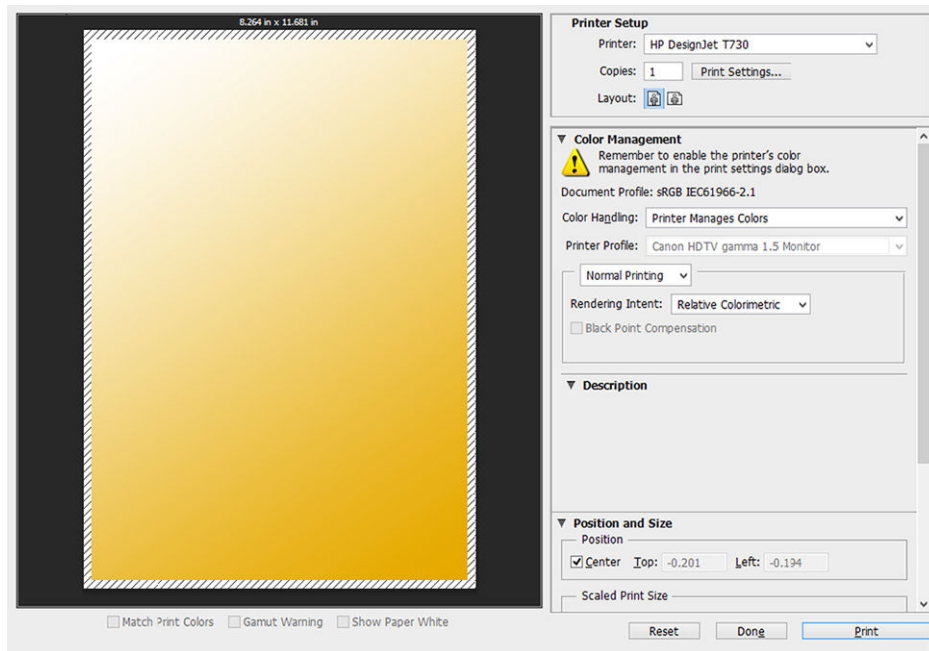 8.264 in x 11.681 in
Printer Setup
Printer: HP DesignJet T730
Copies: 1 Print Settings...
Layout:
Color Management
Remember to enable the printer's color
management in the print settings dialog box.
Document Profile: sRGB IEC61966-2.1
Color Handling: Printer Manages Colors
Printer Profile: Canon HDTV gamma 1.5 Monitor
Normal Printing
Rendering Intent: Relative Colorimetric
Black Point Compensation
Description
Position and Size
Position
Center Top: -0.201 Left: -0.194
Scaled Print Size
Match Print Colors Gamut Warning Show Paper White
Reset Done Print